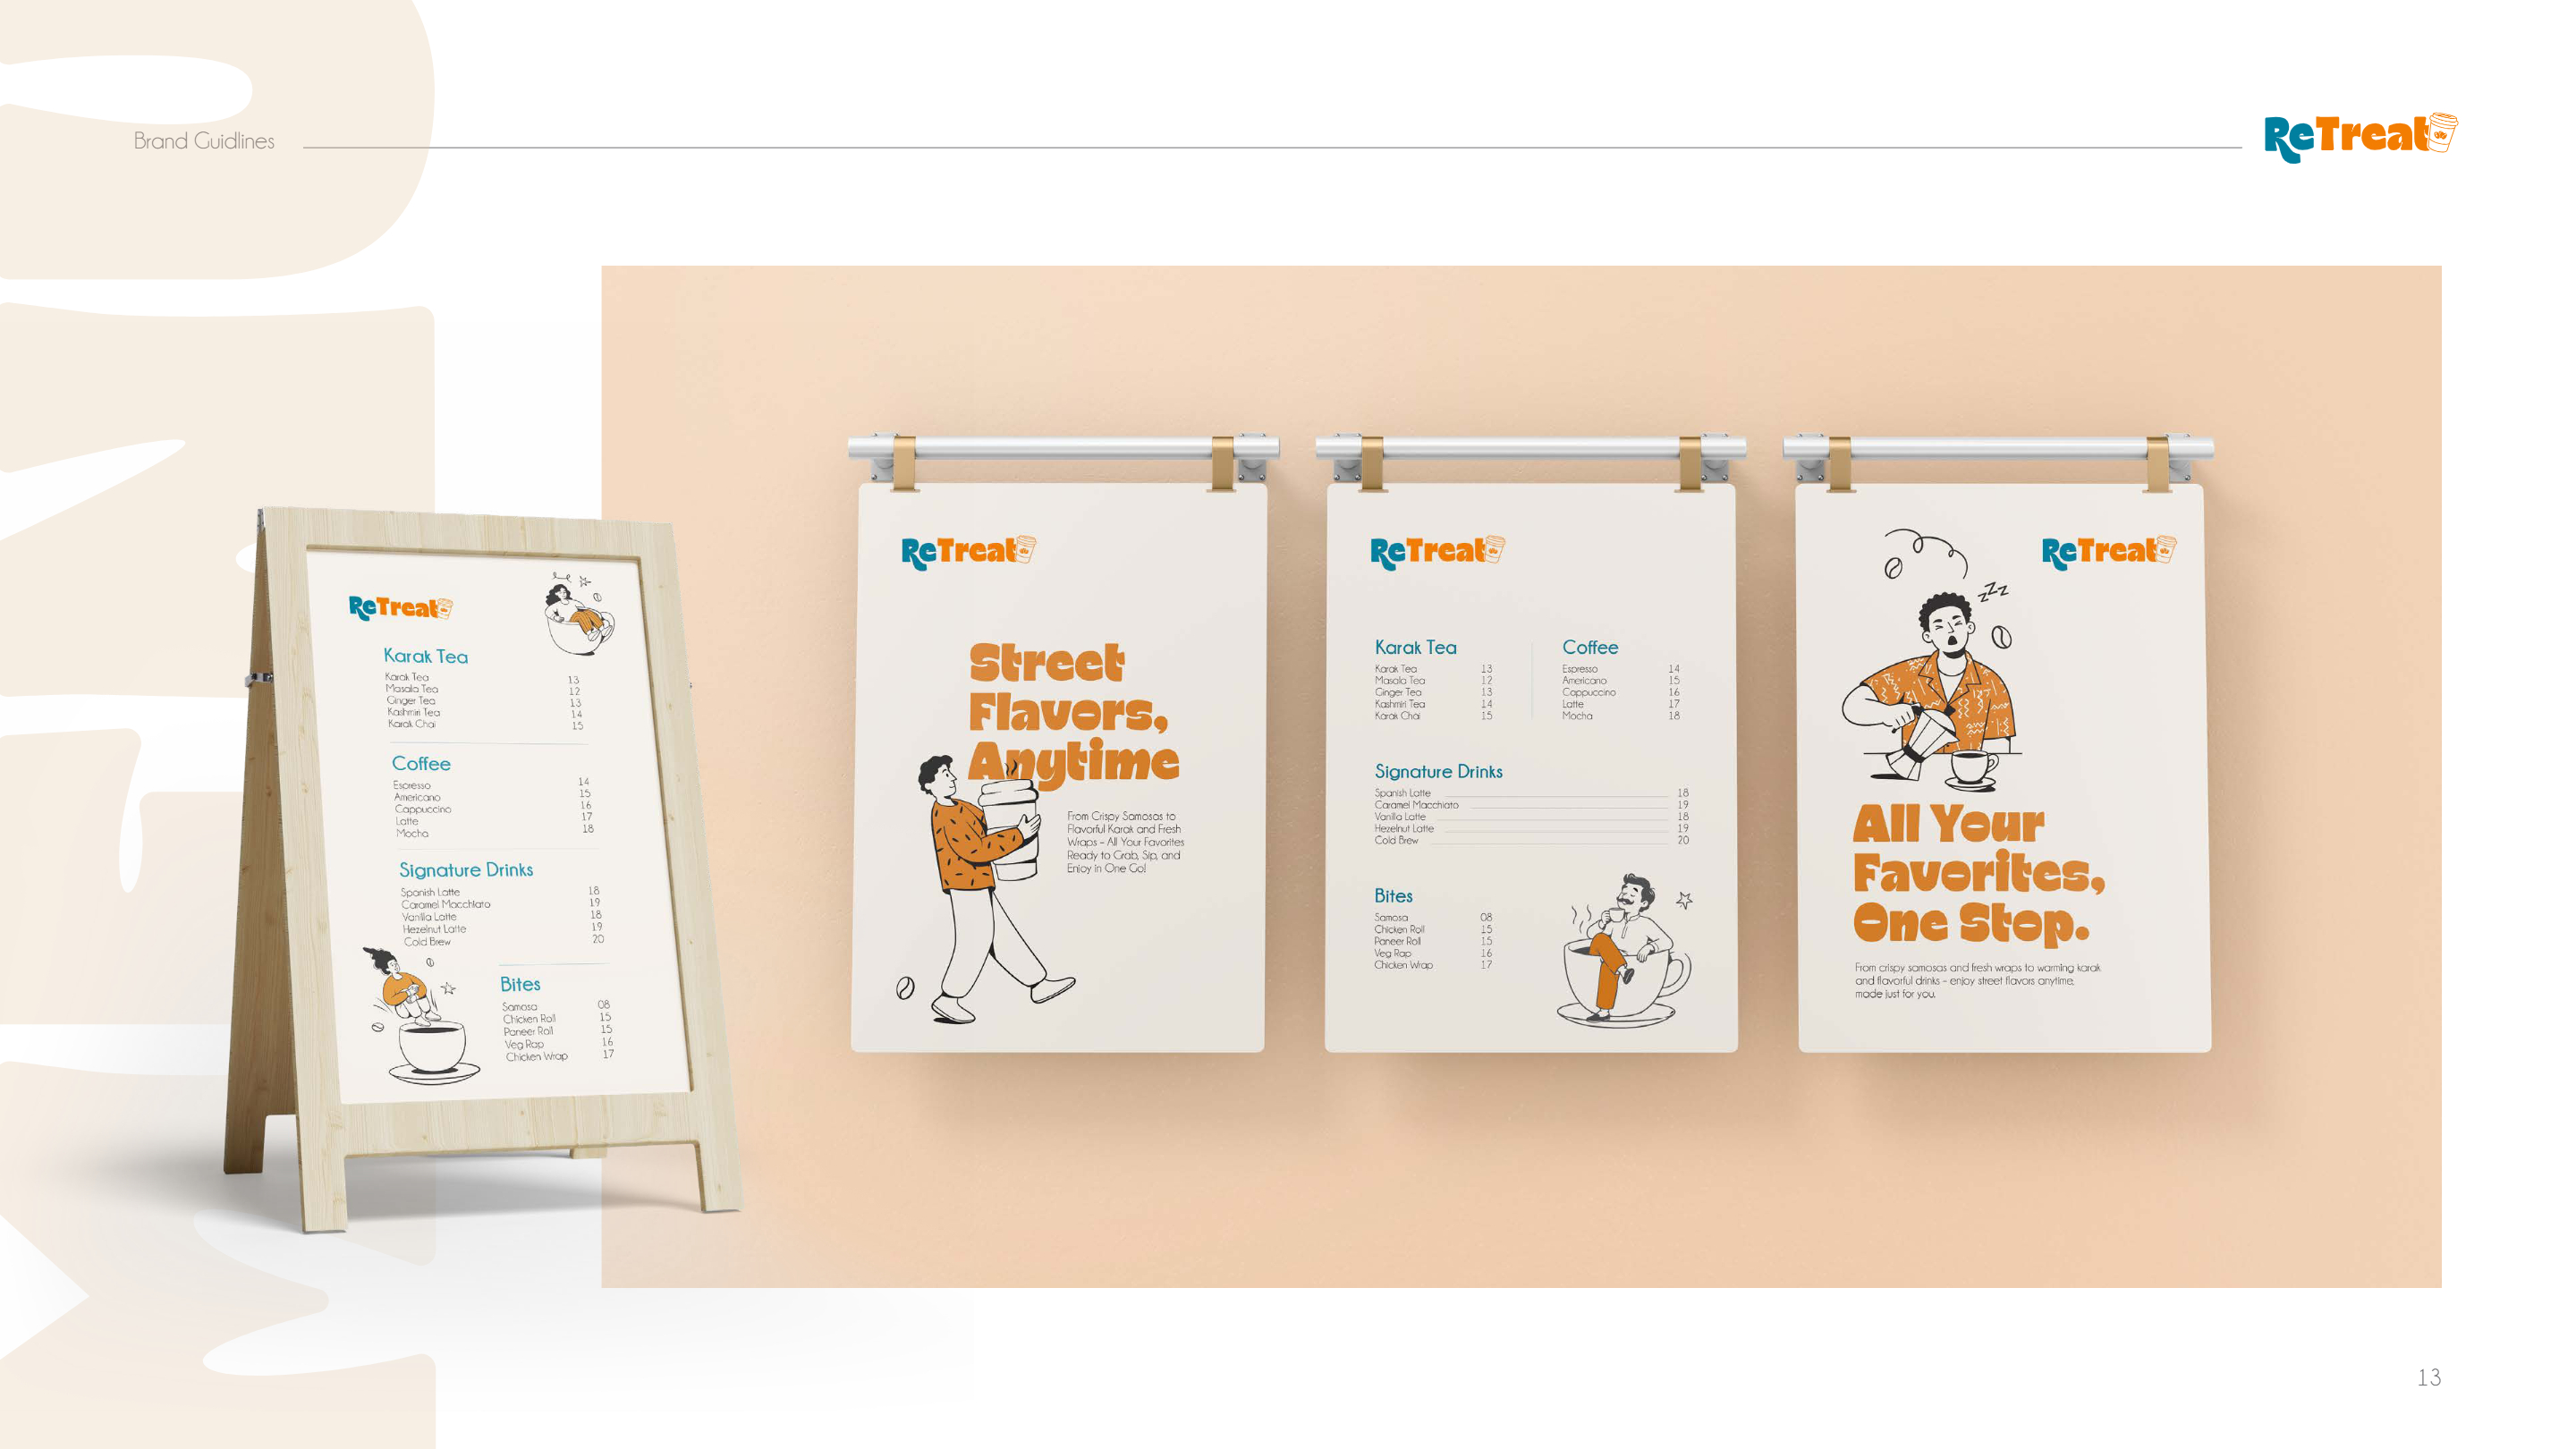 Brand Guidlines
ReTreat
ReTreat
Karak Tea
Karak Tea 13
Masala Tea 12
Ginger Tea 13
Kashmiri Tea 14
Karak Chai 15
Coffee
Espresso 14
Americano 15
Cappuccino 16
Latte 17
Mocha 18
Signature Drinks
Spanish Latte 18
Caramel Macchiato 19
Vanilla Latte 18
Hezelnut Latte 19
Cold Brew 20
Bites
Samosa 08
Chicken Roll 15
Paneer Roll 15
Veg Rap 16
Chicken Wrap 17
ReTreat
Street
Flavors,
Anytime
From Crispy Samosas to
Flavorful Karak and Fresh
Wraps - All Your Favorites
Ready to Grab, Sip, and
Enjoy in One Go!
ReTreat
Karak Tea
Karak Tea 13
Masala Tea 12
Ginger Tea 13
Kashmiri Tea 14
Karak Chai 15
Coffee
Espresso 14
Americano 15
Cappuccino 16
Latte 17
Mocha 18
Signature Drinks
Spanish Latte 18
Caramel Macchiato 19
Vanilla Latte 18
Hezelnut Latte 19
Cold Brew 20
Bites
Samosa 08
Chicken Roll 15
Paneer Roll 15
Veg Rap 16
Chicken Wrap 17
ReTreat
zzz
All Your
Favorites,
One Stop.
From crispy samosas and fresh wraps to warming karak
and flavorful drinks - enjoy street flavors anytime,
made just for you.
13